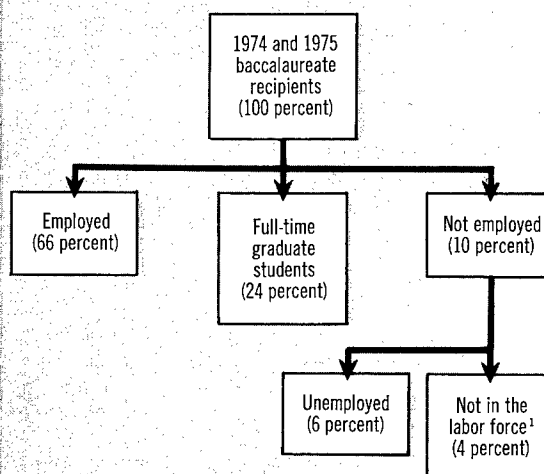 1974 and 1975
baccalaureate
recipients
(100 percent)
Employed
(66 percent)
Full-time
graduate
students
(24 percent)
Not employed
(10 percent)
Unemployed
(6 percent)
Not in the
labor force¹
(4 percent)